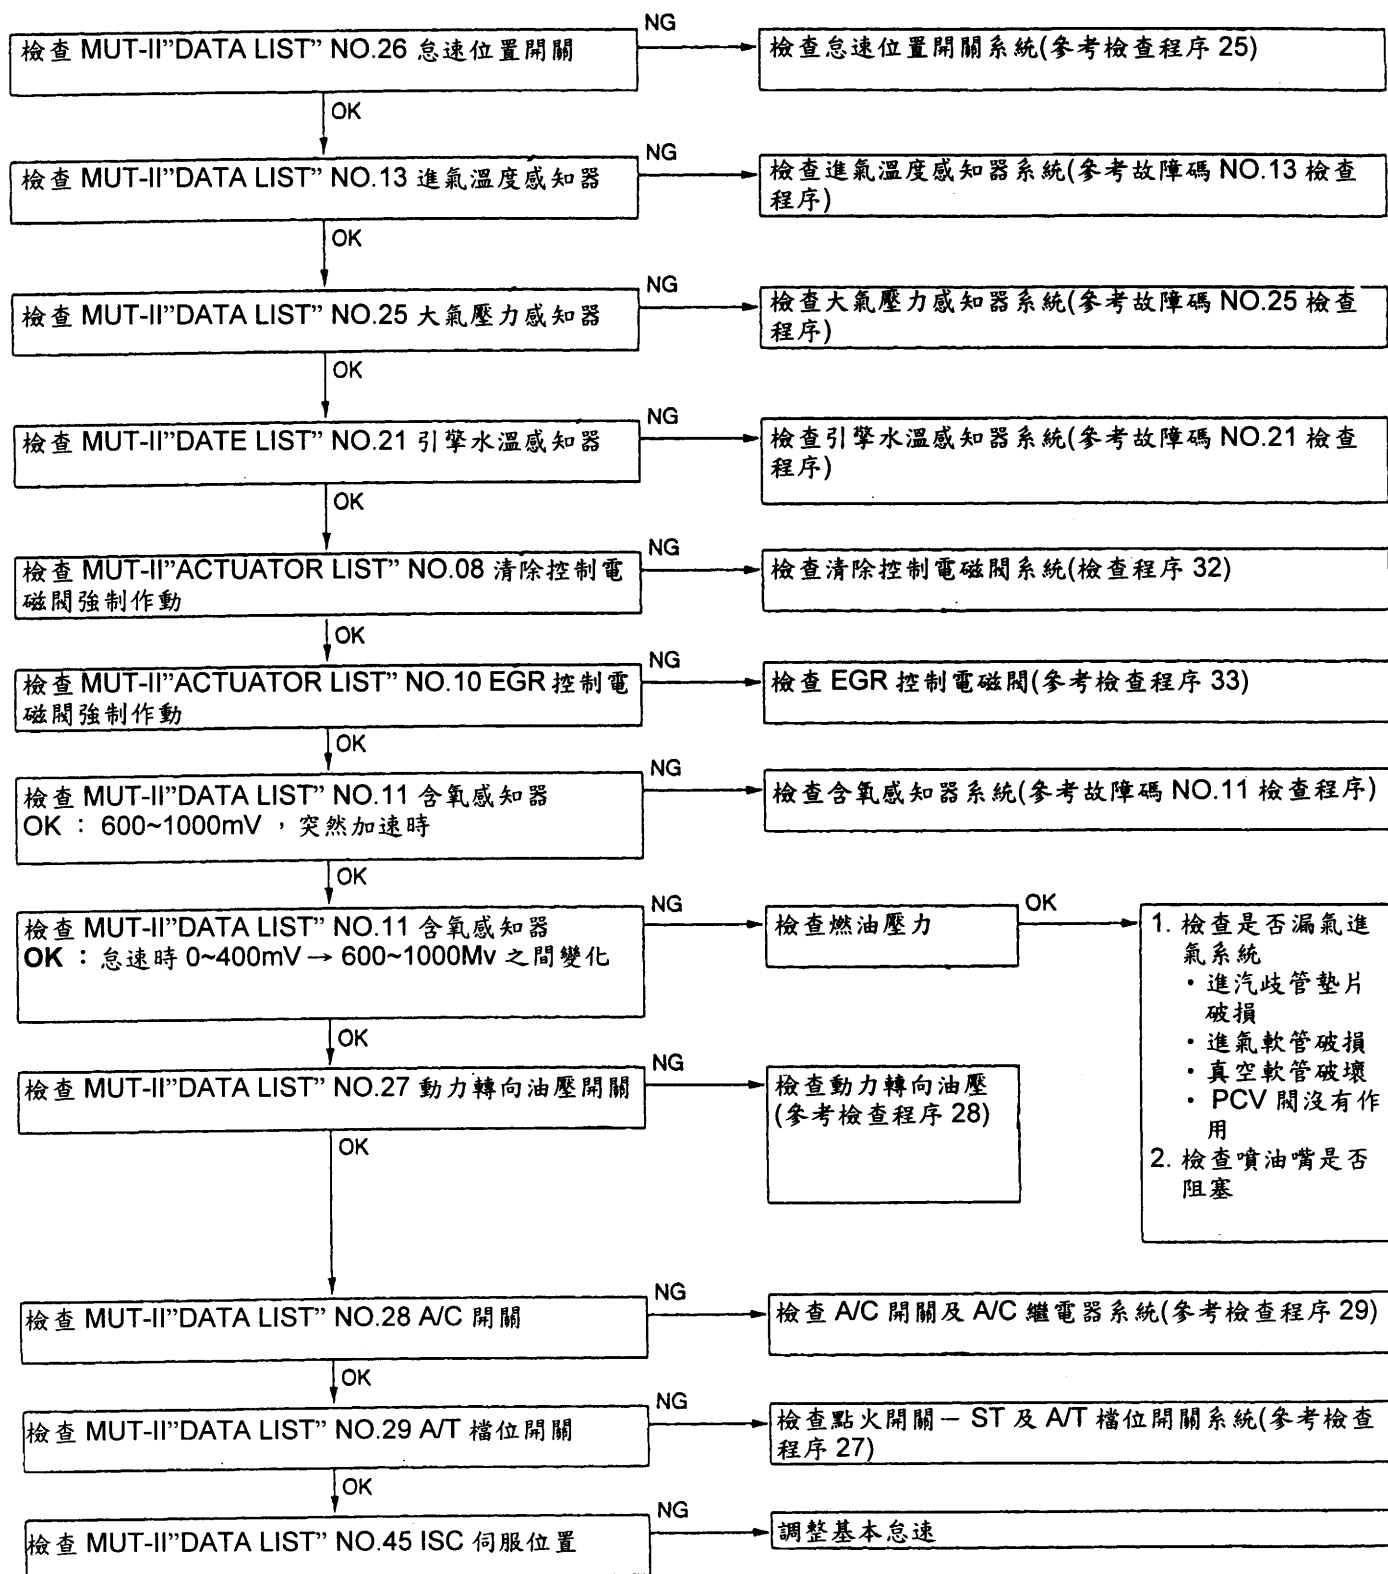 NG
檢查 MUT-II"DATA LIST" NO.26 怠速位置開關
檢查怠速位置開關系統(參考檢查程序 25)
OK
NG
檢查 MUT-II"DATA LIST" NO.13 進氣溫度感知器
檢查進氣溫度感知器系統(參考故障碼 NO.13 檢查
程序)
OK
NG
檢查 MUT-II"DATA LIST" NO.25 大氣壓力感知器
檢查大氣壓力感知器系統(參考故障碼 NO.25 檢查
程序)
OK
NG
檢查 MUT-II"DATE LIST" NO.21 引擎水溫感知器
檢查引擎水溫感知器系統(參考故障碼 NO.21 檢查
程序)
OK
NG
檢查 MUT-II"ACTUATOR LIST" NO.08 清除控制電
磁閥強制作動
檢查清除控制電磁閥系統(檢查程序 32)
OK
NG
檢查 MUT-II"ACTUATOR LIST" NO.10 EGR 控制電
磁閥強制作動
檢查 EGR 控制電磁閥(參考檢查程序 33)
OK
NG
檢查 MUT-II"DATA LIST" NO.11 含氧感知器
OK : 600~1000mV,突然加速時
檢查含氧感知器系統(參考故障碼 NO.11 檢查程序)
OK
NG
檢查 MUT-II"DATA LIST" NO.11 含氧感知器
OK : 怠速時 0~400mV→ 600~1000Mv 之間變化
檢查燃油壓力
OK
1. 檢查是否漏氣進
氣系統
・進汽歧管墊片
破損
・進氣軟管破損
・真空軟管破壞
・PCV 閥沒有作
用
2. 檢查噴油嘴是否
阻塞
OK
NG
檢查 MUT-II"DATA LIST" NO.27 動力轉向油壓開關
檢查動力轉向油壓
(參考檢查程序 28)
OK
NG
檢查 MUT-II"DATA LIST" NO.28 A/C 開關
檢查 A/C 開關及 A/C 繼電器系統(參考檢查程序 29)
OK
NG
檢查 MUT-II"DATA LIST" NO.29 A/T 檔位開關
檢查點火開關－ST 及 A/T 檔位開關系統(參考檢查
程序 27)
OK
NG
檢查 MUT-II"DATA LIST" NO.45 ISC 伺服位置
調整基本怠速